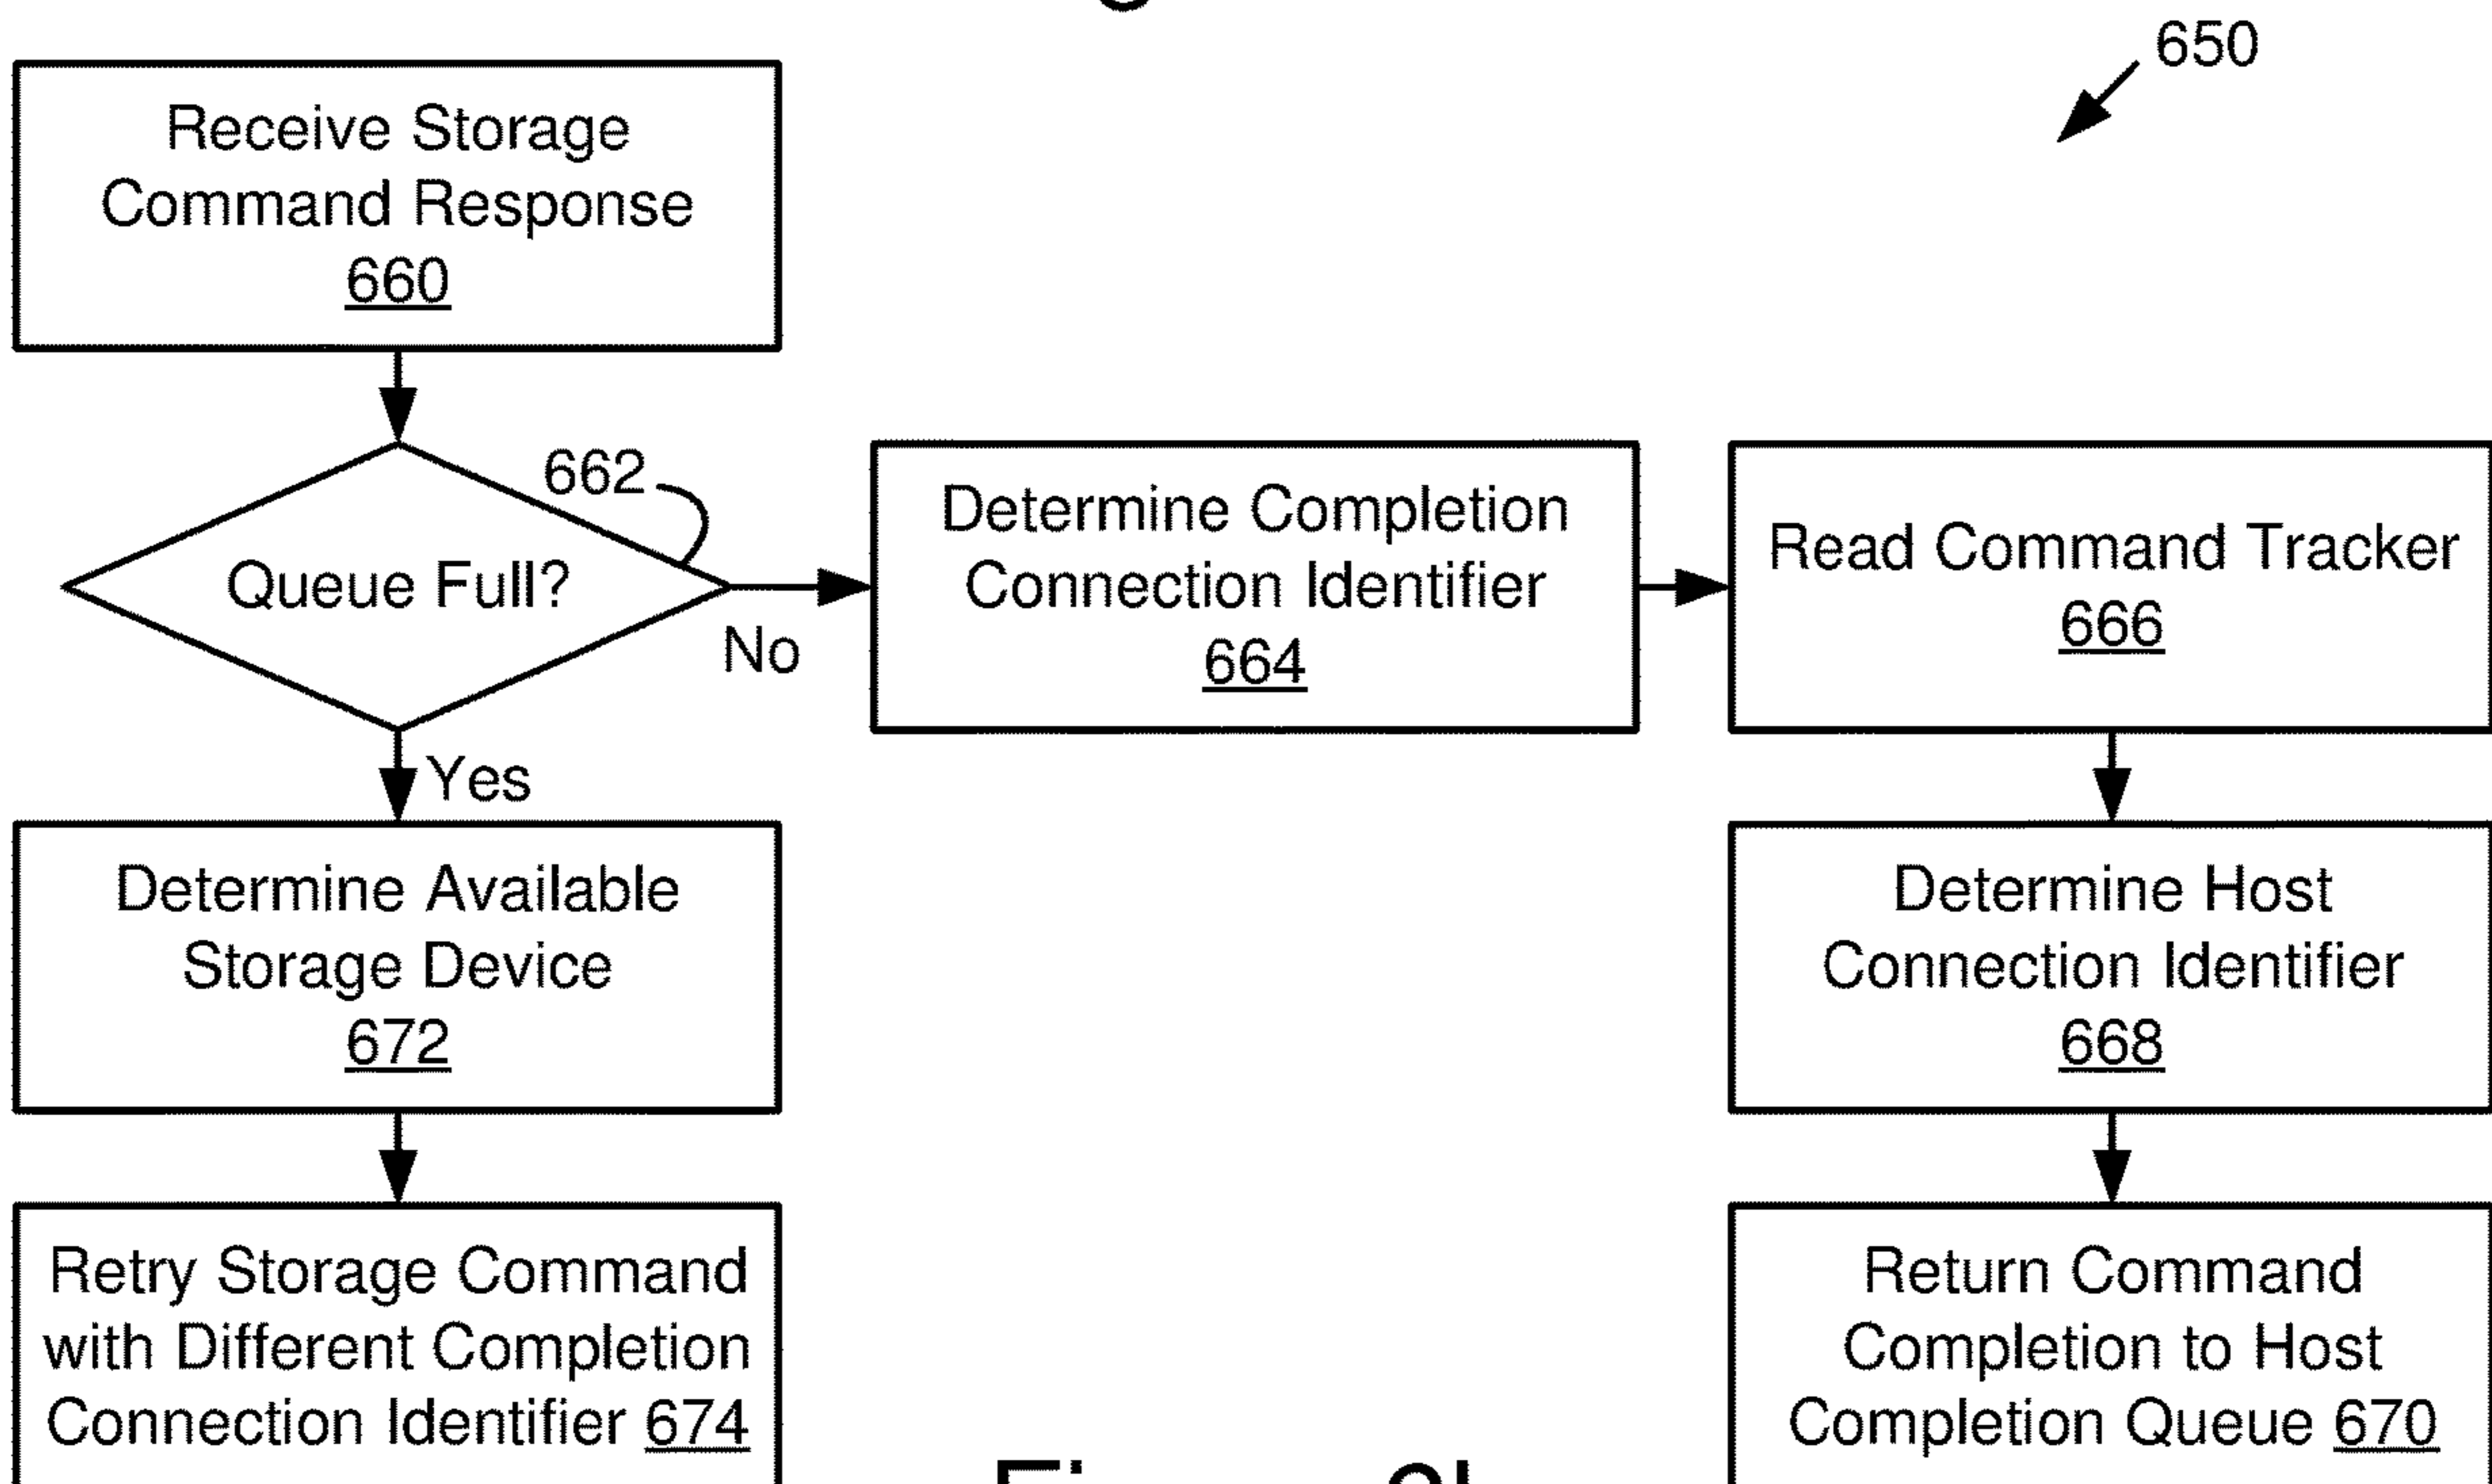 650
Receive Storage
Command Response
660
662
Queue Full?
No
Yes
Determine Completion
Connection Identifier
664
Read Command Tracker
666
Determine Available
Storage Device
672
Determine Host
Connection Identifier
668
Retry Storage Command
with Different Completion
Connection Identifier 674
Return Command
Completion to Host
Completion Queue 670